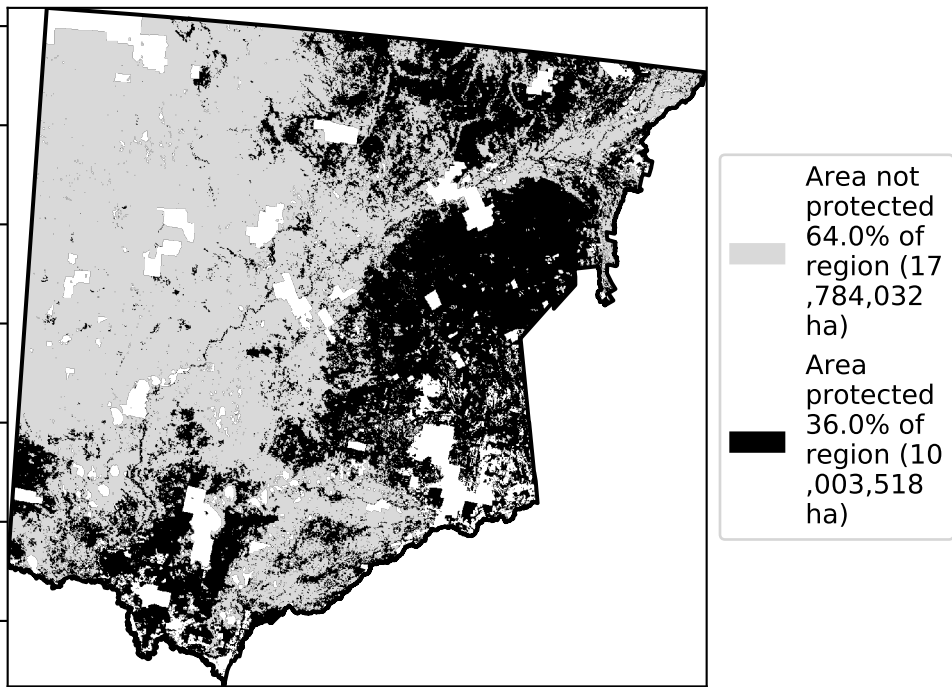 Area not
protected
64.0% of
region (17
,784,032
ha)
Area
protected
36.0% of
region (10
,003,518
ha)